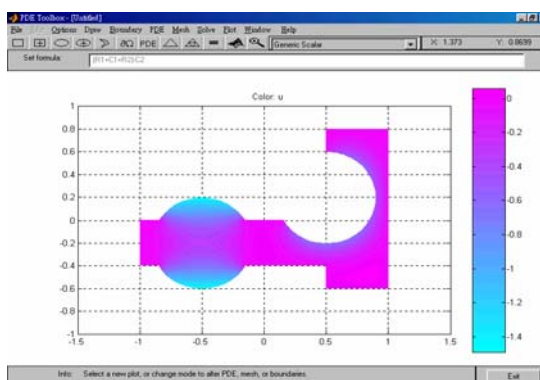 PDE Toolbox - [Untitled]
File Edit Options Draw Boundary PDE Mesh Solve Plot Window Help
PDE Generic Scalar X: 1.373 Y: 0.8699
Set formula: (R1+C1+R2)-C2
Color: u
1
0.8
0.6
0.4
0.2
0
-0.2
-0.4
-0.6
-0.8
-1
-1.5 -1 -0.5 0 0.5 1 1.5
0
-0.2
-0.4
-0.6
-0.8
-1
-1.2
-1.4
Info: Select a new plot, or change mode to alter PDE, mesh, or boundaries.
Exit